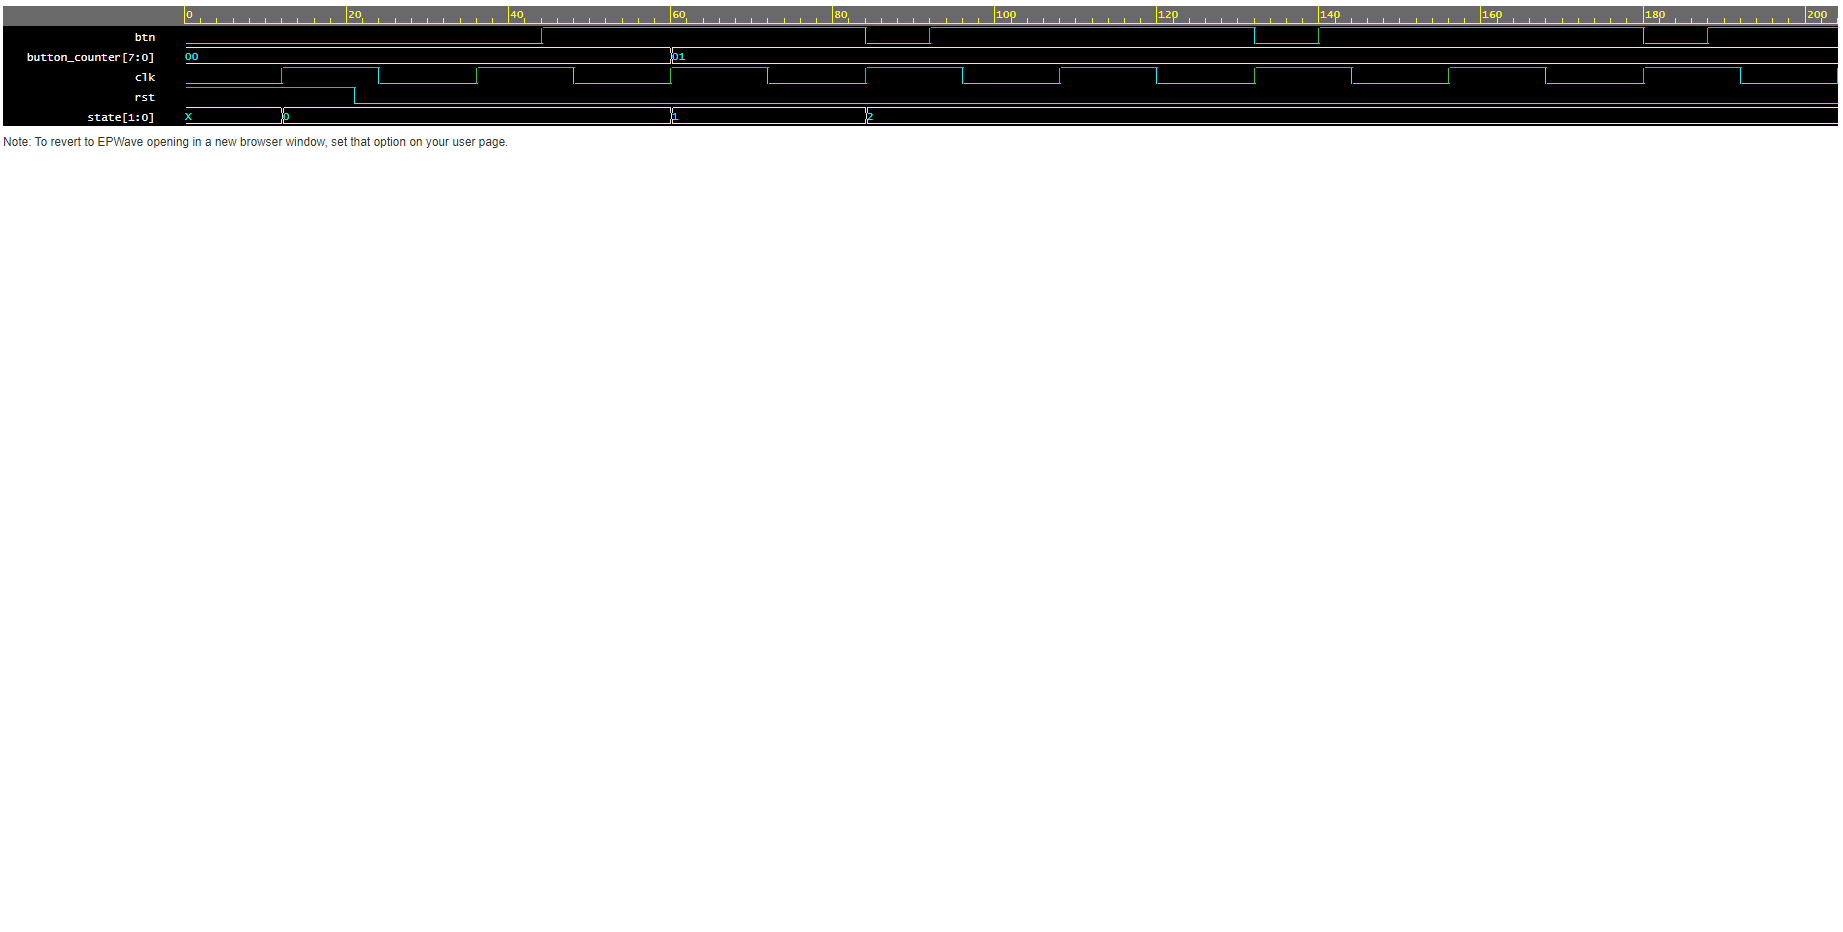 0 20 40 60 80 100 120 140 160 180 200
btn
button_counter[7:0] 00 01
clk
rst
state[1:0] X 0 1 2
Note: To revert to EPWave opening in a new browser window, set that option on your user page.